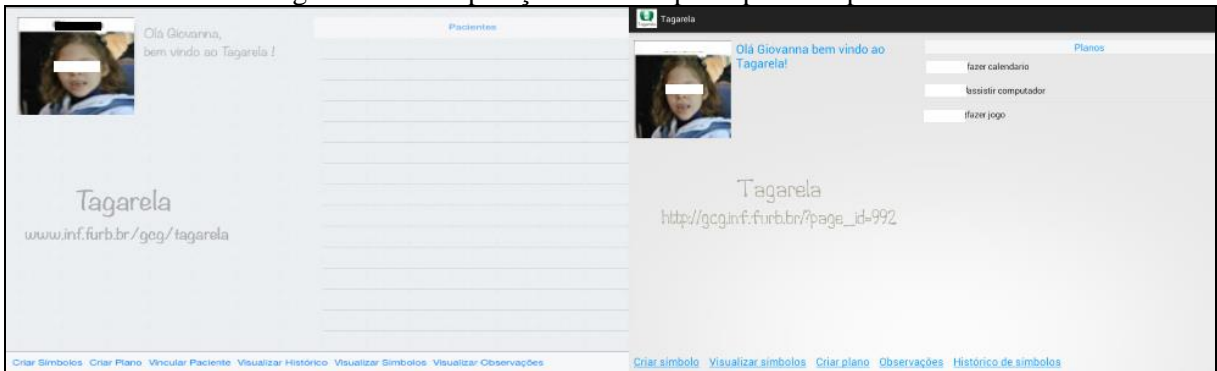 Olá Giovanna,
bem vindo ao Tagarela !
Pacientes
Tagarela
www.inf.furb.br/gcg/tagarela
Criar Símbolos Criar Plano Vincular Paciente Visualizar Histórico Visualizar Símbolos Visualizar Observações
Tagarela
Olá Giovanna bem vindo ao
Tagarela!
Planos
fazer calendario
assistir computador
fazer jogo
Tagarela
http://gcg.inf.furb.br/?page_id=992
Criar simbolo Visualizar simbolos Criar plano Observações Histórico de simbolos